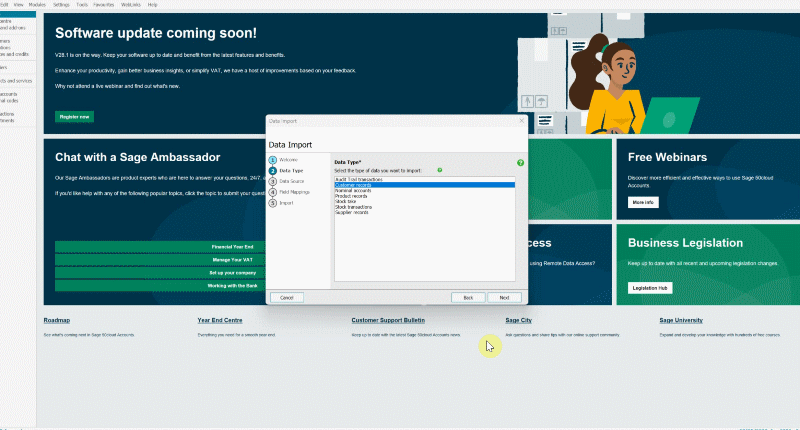 Edit View Modules Settings Tools Favourites WebLinks Help
Software update coming soon!
V28.1 is on the way. Keep your software up to date and benefit from the latest features and benefits.
Enhance your productivity, gain better business insights, or simplify VAT, we have a host of improvements based on your feedback.
Why not attend a live webinar and find out what's new.
Register now
Data Import
Data Import
1 Welcome
2 Data Type
3 Data Source
4 Field Mappings
5 Import
Data Type*
Select the type of data you want to import:
Audit Trail transactions
Customer records
Nominal accounts
Product records
Stock take
Stock transactions
Supplier records
Cancel
Back
Next
Chat with a Sage Ambassador
Our Sage Ambassadors are product experts who are here to answer your questions, 24/7,
If you'd like help with any of the following popular topics, click the topic to submit your
Financial Year End
Manage Your VAT
Set up your company
Working with the Bank
Free Webinars
Discover more efficient and effective ways to use Sage 50cloud
Accounts
More info
using Remote Data Access?
Business Legislation
Keep up to date with all recent and upcoming legislation changes.
Legislation Hub
Roadmap
See what's coming next in Sage 50cloud Accounts.
Year End Centre
Everything you need for a smooth year end.
Customer Support Bulletin
Keep up to date with the latest Sage 50cloud Accounts news.
Sage City
Ask questions and share tips with our online support community.
Sage University
Expand and develop your knowledge with hundreds of free courses.